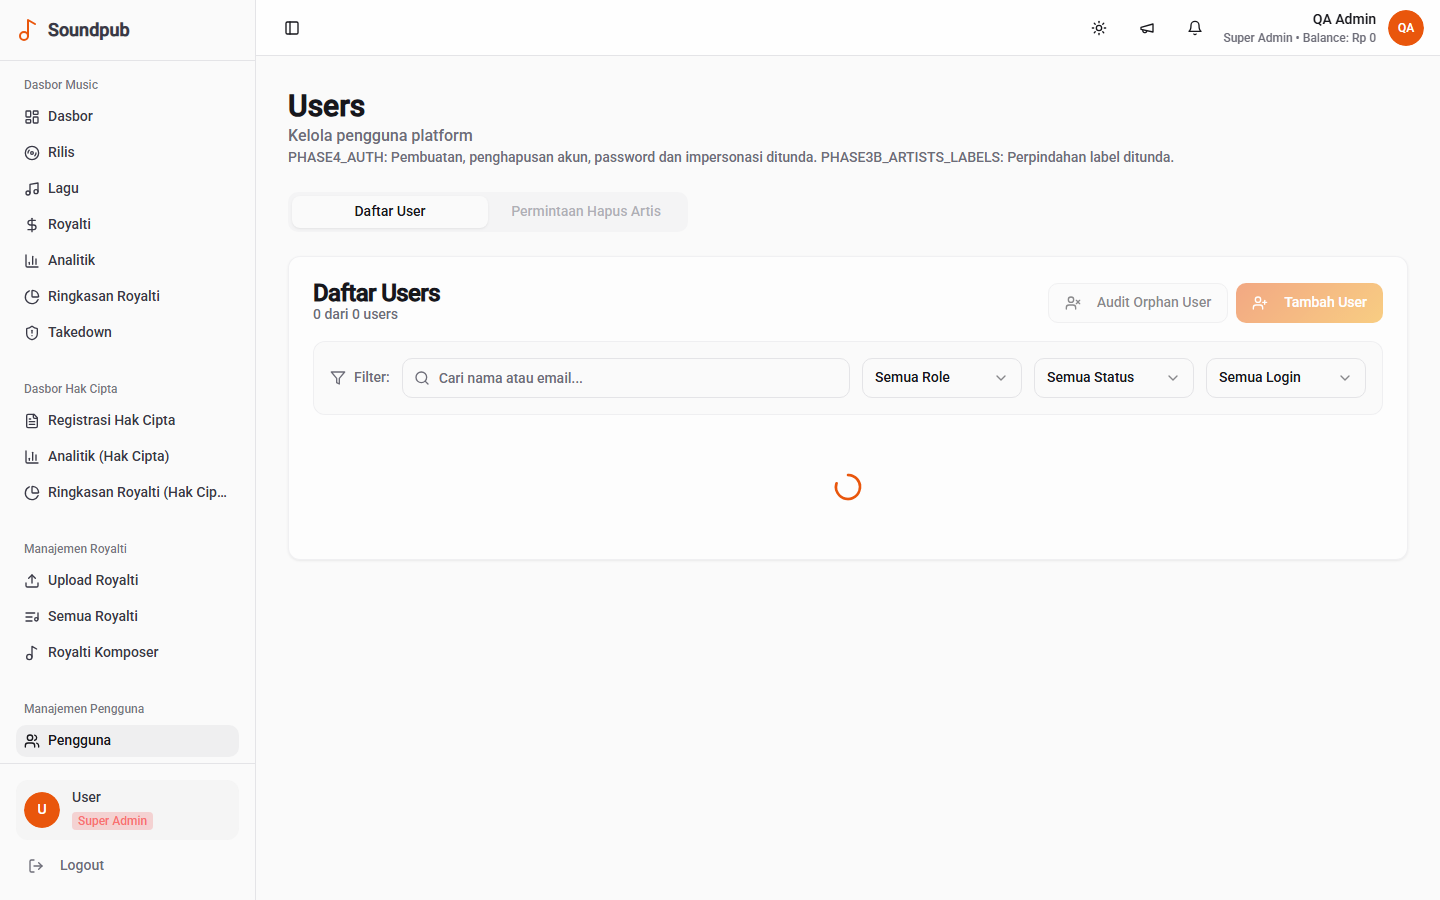 Soundpub
Dasbor Music
Dasbor
Rilis
Lagu
Royalti
Analitik
Ringkasan Royalti
Takedown
Dasbor Hak Cipta
Registrasi Hak Cipta
Analitik (Hak Cipta)
Ringkasan Royalti (Hak Cip...
Manajemen Royalti
Upload Royalti
Semua Royalti
Royalti Komposer
Manajemen Pengguna
Pengguna
U
User
Super Admin
Logout
QA Admin
Super Admin • Balance: Rp 0
QA
Users
Kelola pengguna platform
PHASE4_AUTH: Pembuatan, penghapusan akun, password dan impersonasi ditunda. PHASE3B_ARTISTS_LABELS: Perpindahan label ditunda.
Daftar User
Permintaan Hapus Artis
Daftar Users
0 dari 0 users
Audit Orphan User
Tambah User
Filter:
Cari nama atau email...
Semua Role
Semua Status
Semua Login